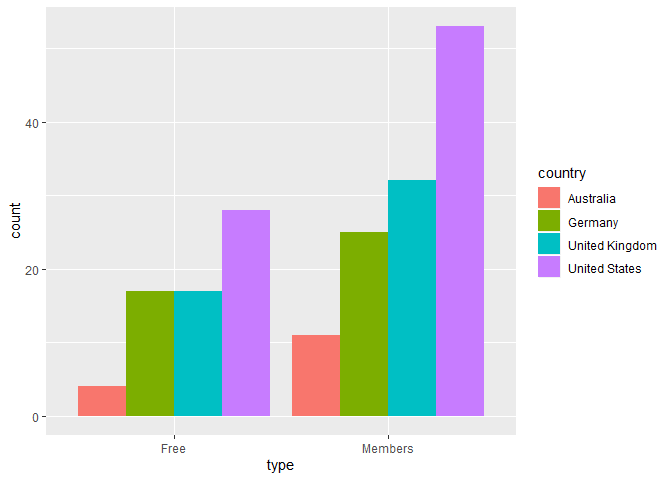 count
40
20
0
Free
Members
type
country
Australia
Germany
United Kingdom
United States